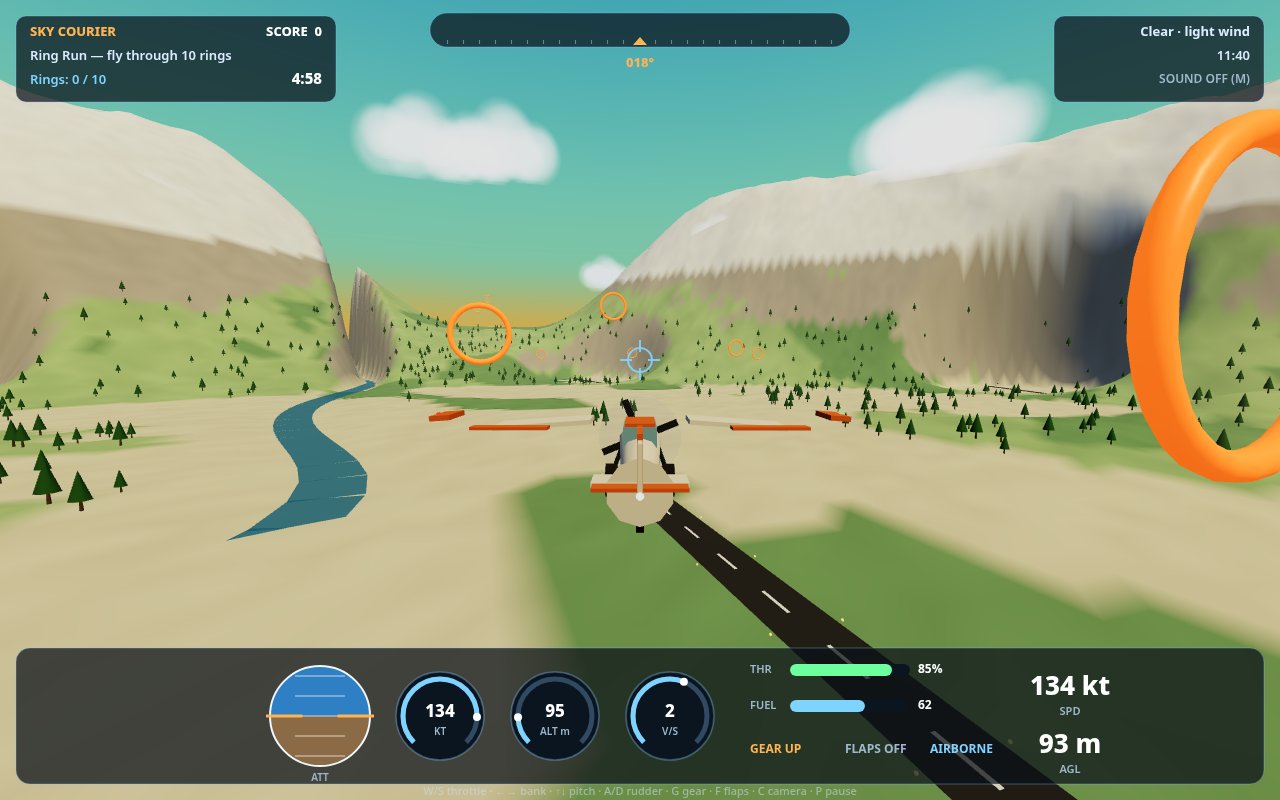 SKY COURIER SCORE 0
Ring Run — fly through 10 rings
Rings: 0 / 10 4:58
018°
Clear · light wind
11:40
SOUND OFF (M)
ATT
134
KT
95
ALT m
2
V/S
THR 85%
FUEL 62
GEAR UP FLAPS OFF AIRBORNE
134 kt
SPD
93 m
AGL
W/S throttle · ← → bank · ↑↓ pitch · A/D rudder · G gear · F flaps · C camera · P pause